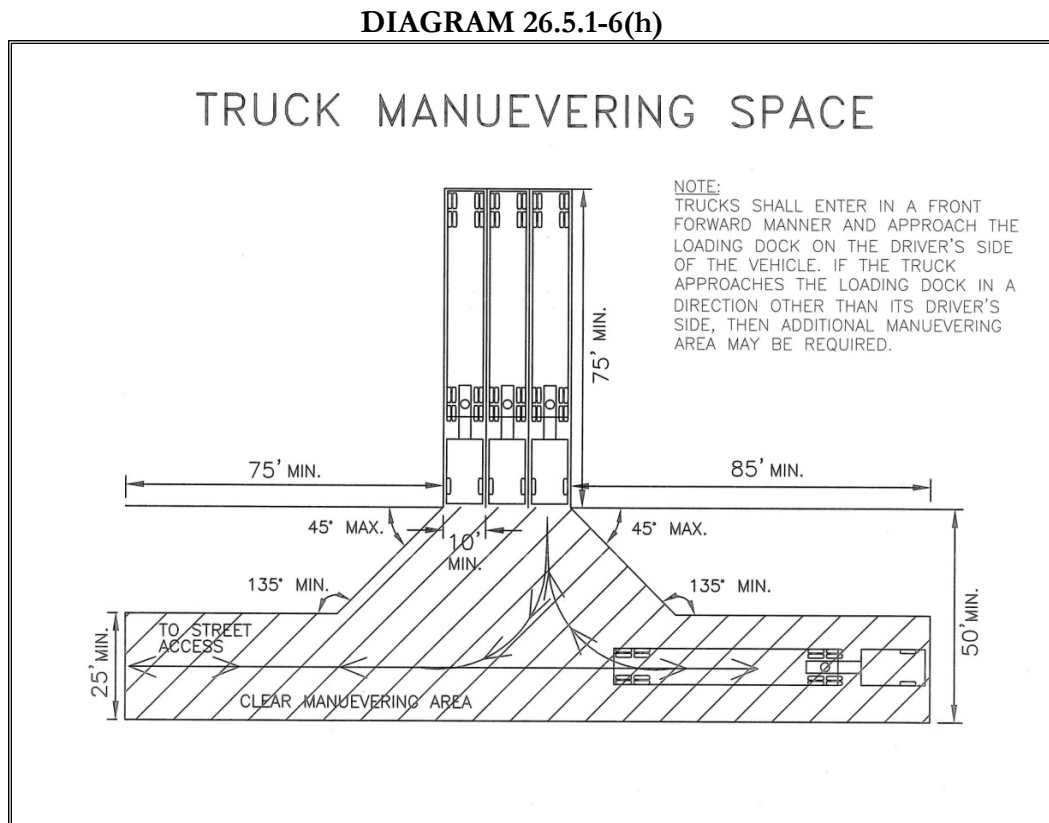 DIAGRAM 26.5.1-6(h)
TRUCK MANUEVERING SPACE
NOTE:
TRUCKS SHALL ENTER IN A FRONT
FORWARD MANNER AND APPROACH THE
LOADING DOCK ON THE DRIVER'S SIDE
OF THE VEHICLE. IF THE TRUCK
APPROACHES THE LOADING DOCK IN A
DIRECTION OTHER THAN ITS DRIVER'S
SIDE, THEN ADDITIONAL MANUEVERING
AREA MAY BE REQUIRED.
75' MIN.
75' MIN.
85' MIN.
45° MAX.
10'
MIN.
45° MAX.
135° MIN.
135° MIN.
TO STREET
ACCESS
25' MIN.
50' MIN.
CLEAR MANUEVERING AREA